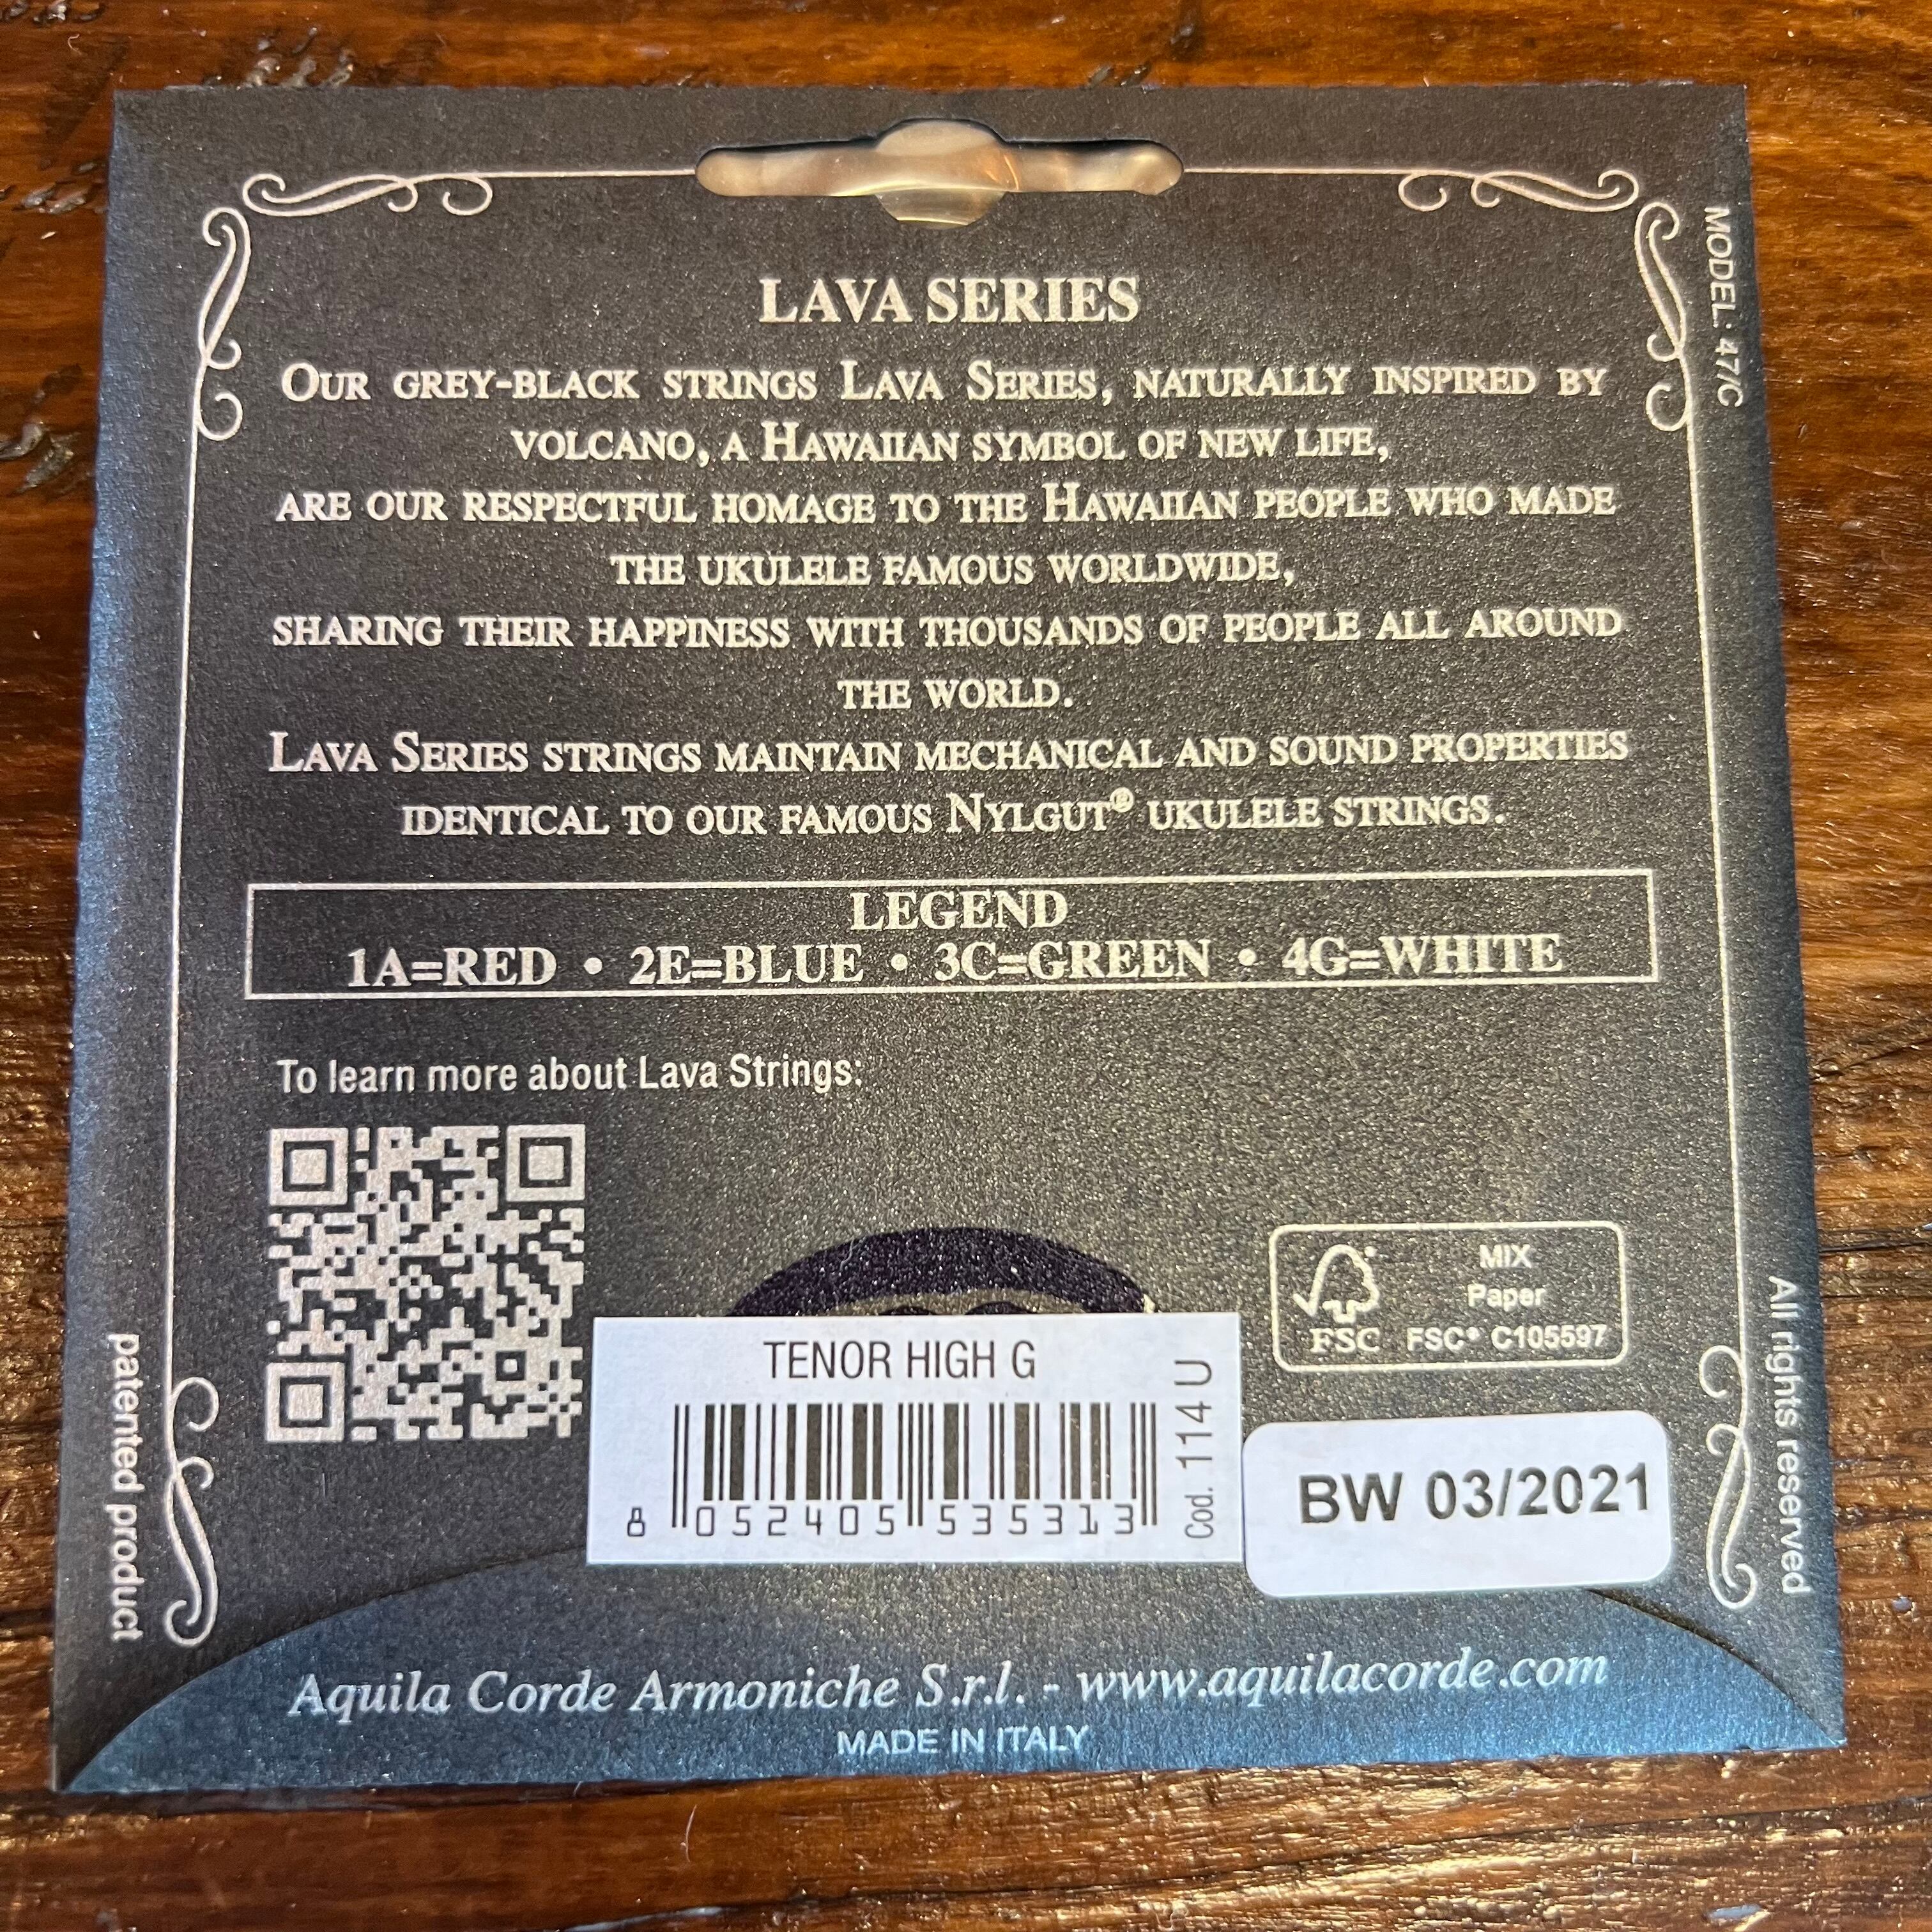 LAVA SERIES
Our grey-black strings Lava Series, naturally inspired by
volcano, a Hawaiian symbol of new life,
are our respectful homage to the Hawaiian people who made
the ukulele famous worldwide,
sharing their happiness with thousands of people all around
the world.
Lava Series strings maintain mechanical and sound properties
identical to our famous Nylgut® ukulele strings.
LEGEND
1A=RED • 2E=BLUE • 3C=GREEN • 4G=WHITE
To learn more about Lava Strings:
MIX
Paper
FSC FSC® C105597
TENOR HIGH G
8 052405 535313
Cod. 114 U
BW 03/2021
Aquila Corde Armoniche S.r.l. - www.aquilacorde.com
MADE IN ITALY
patented product
MODEL: 47/C
All rights reserved